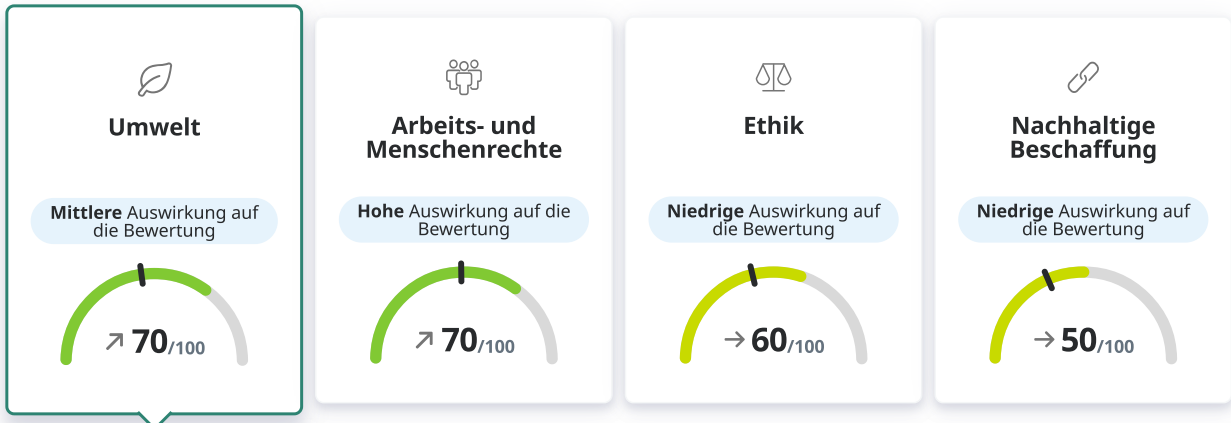 Umwelt
Mittlere Auswirkung auf
die Bewertung
70/100
Arbeits- und
Menschenrechte
Hohe Auswirkung auf die
Bewertung
70/100
Ethik
Niedrige Auswirkung auf
die Bewertung
60/100
Nachhaltige
Beschaffung
Niedrige Auswirkung auf
die Bewertung
50/100